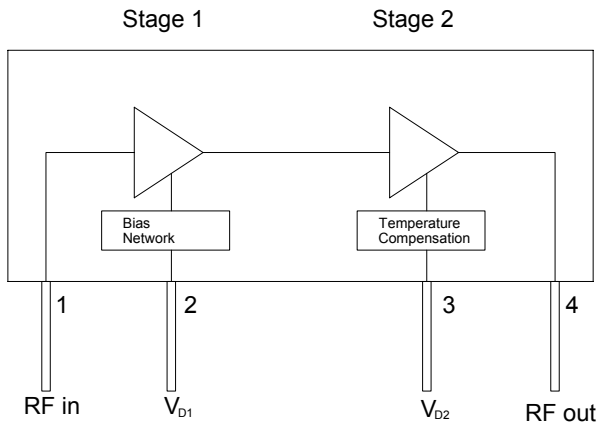 Stage 1
Stage 2
Bias
Network
Temperature
Compensation
1
2
3
4
RF in
VD1
VD2
RF out